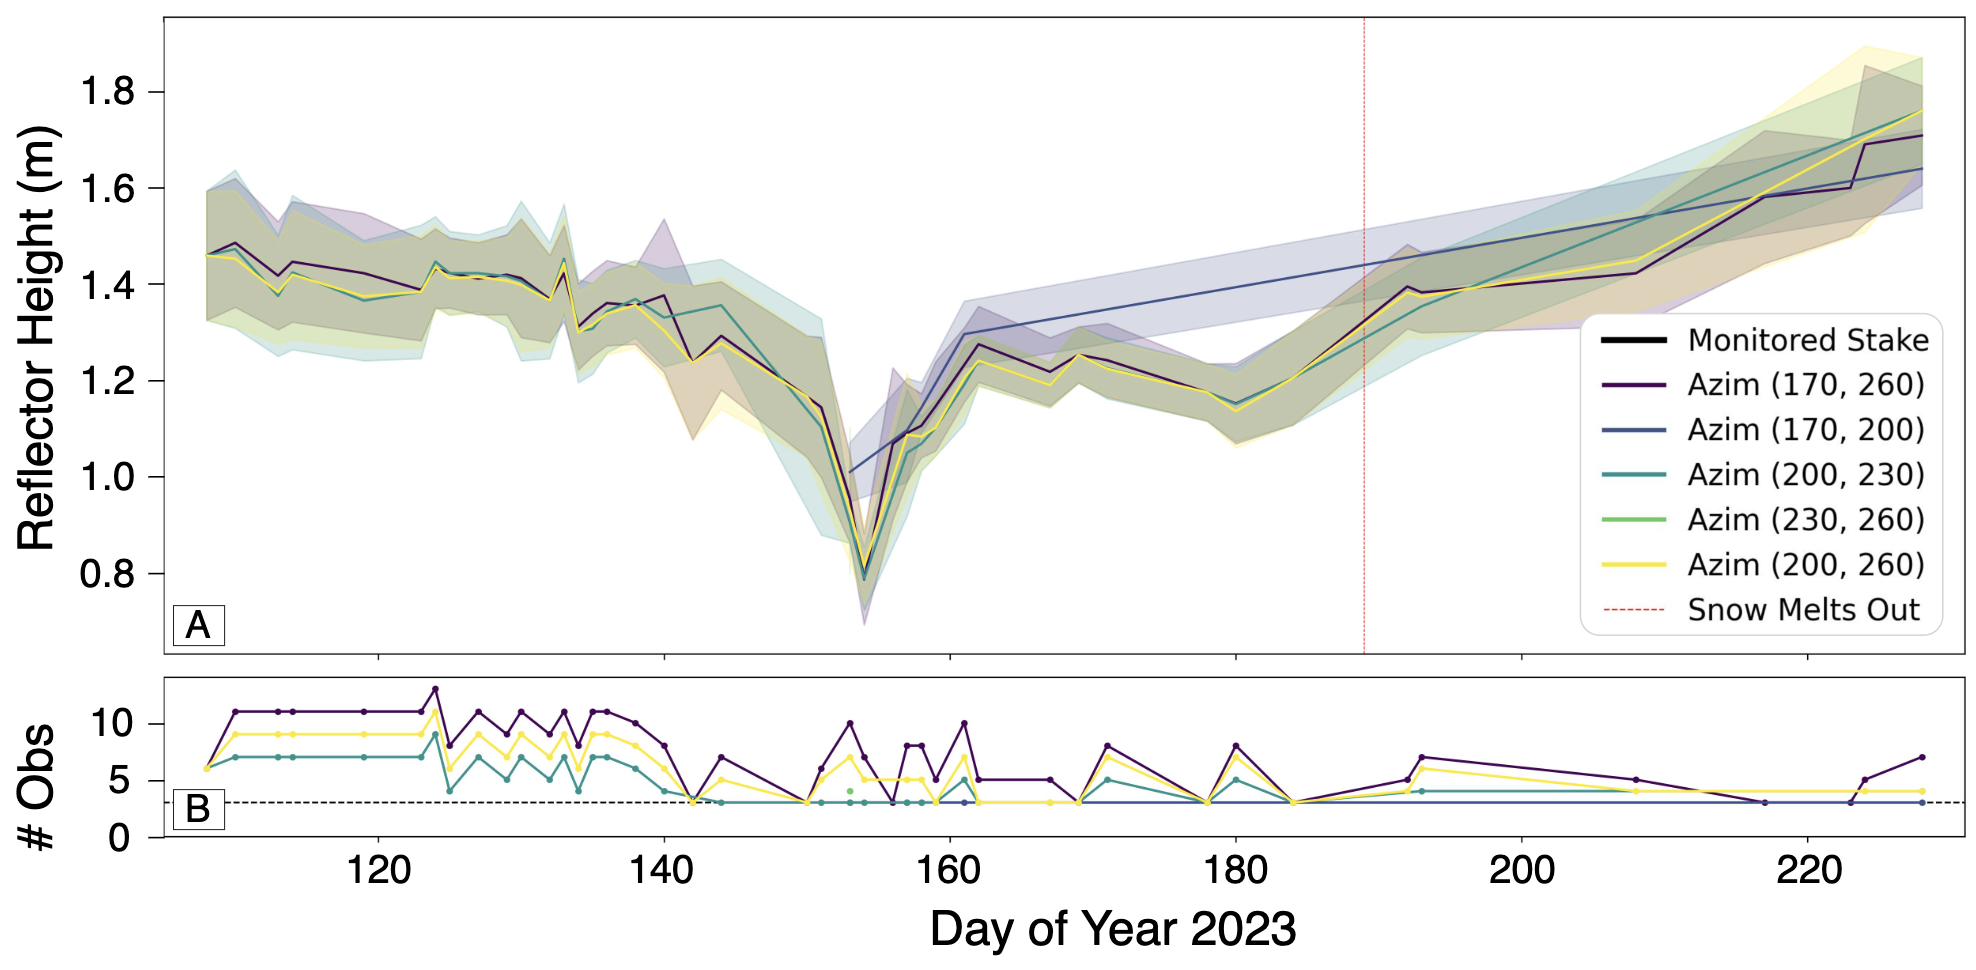 Reflector Height (m)
1.8
1.6
1.4
1.2
1.0
0.8
A
Monitored Stake
Azim (170, 260)
Azim (170, 200)
Azim (200, 230)
Azim (230, 260)
Azim (200, 260)
Snow Melts Out
# Obs
10
5
0
B
120 140 160 180 200 220
Day of Year 2023